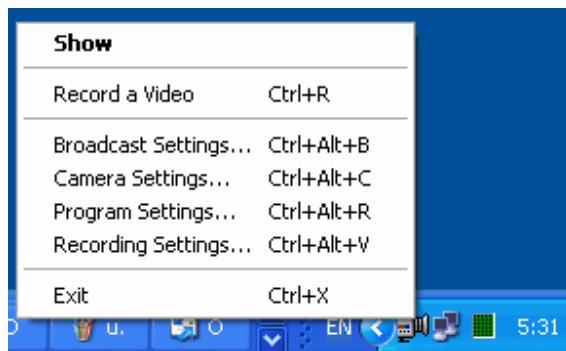 Show
Record a Video Ctrl+R
Broadcast Settings... Ctrl+Alt+B
Camera Settings... Ctrl+Alt+C
Program Settings... Ctrl+Alt+R
Recording Settings... Ctrl+Alt+V
Exit Ctrl+X
u. O EN 5:31